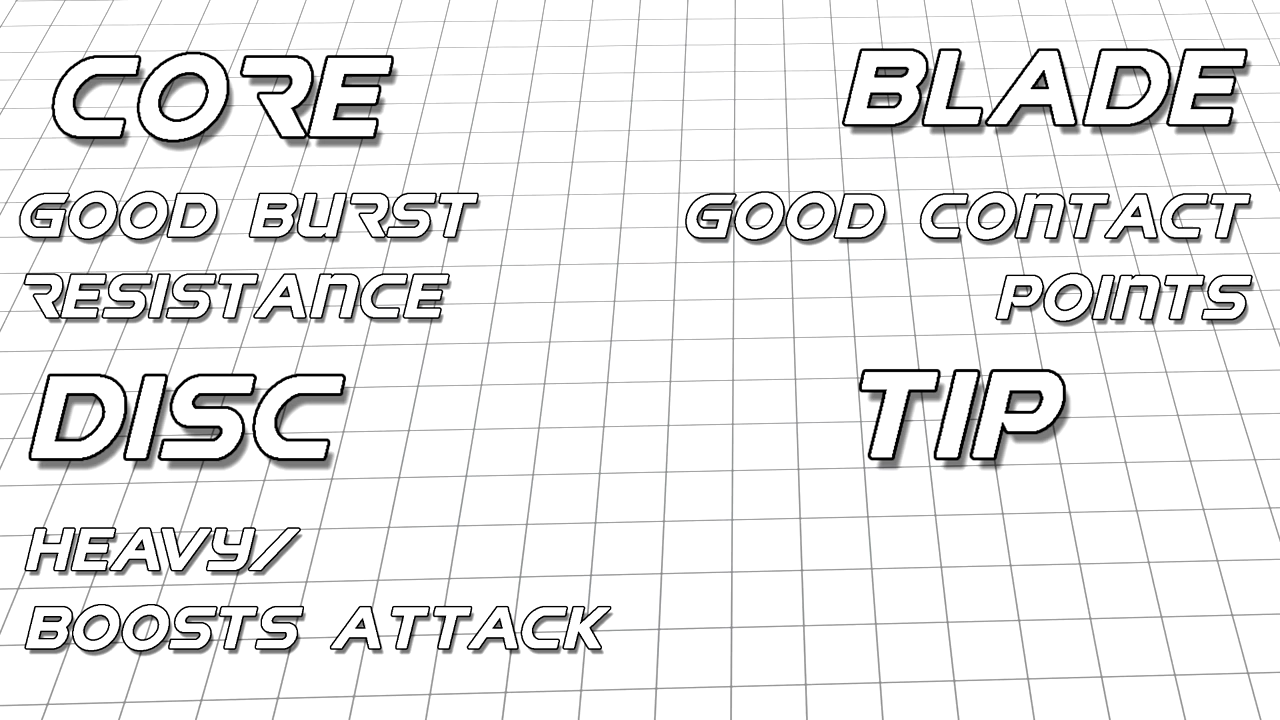 CORE
GOOD BURST
RESISTANCE
BLADE
GOOD CONTACT
POINTS
DISC
HEAVY/
BOOSTS ATTACK
TIP